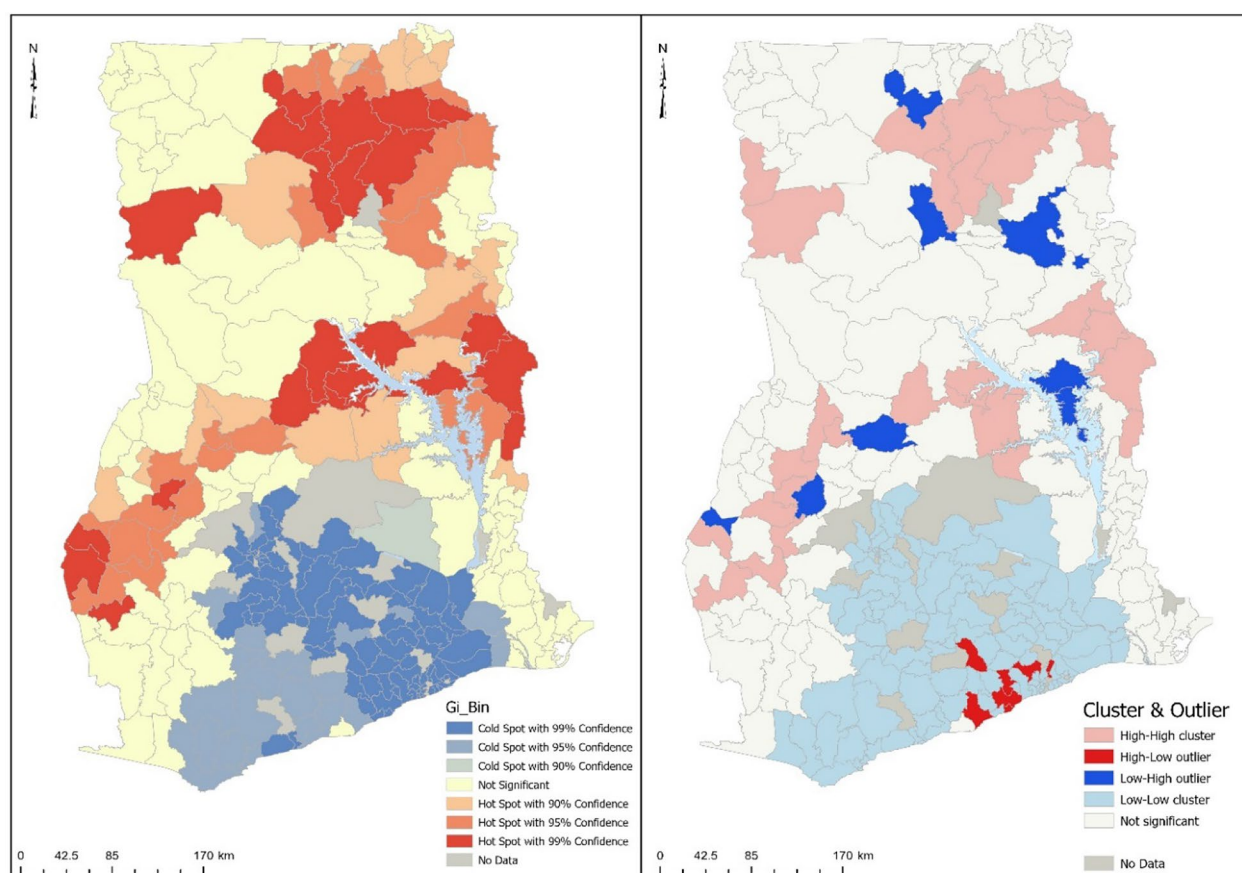 N
Gi_Bin
Cold Spot with 99% Confidence
Cold Spot with 95% Confidence
Cold Spot with 90% Confidence
Not Significant
Hot Spot with 90% Confidence
Hot Spot with 95% Confidence
Hot Spot with 99% Confidence
No Data
0 42.5 85 170 km
N
Cluster & Outlier
High-High cluster
High-Low outlier
Low-High outlier
Low-Low cluster
Not significant
No Data
0 42.5 85 170 km